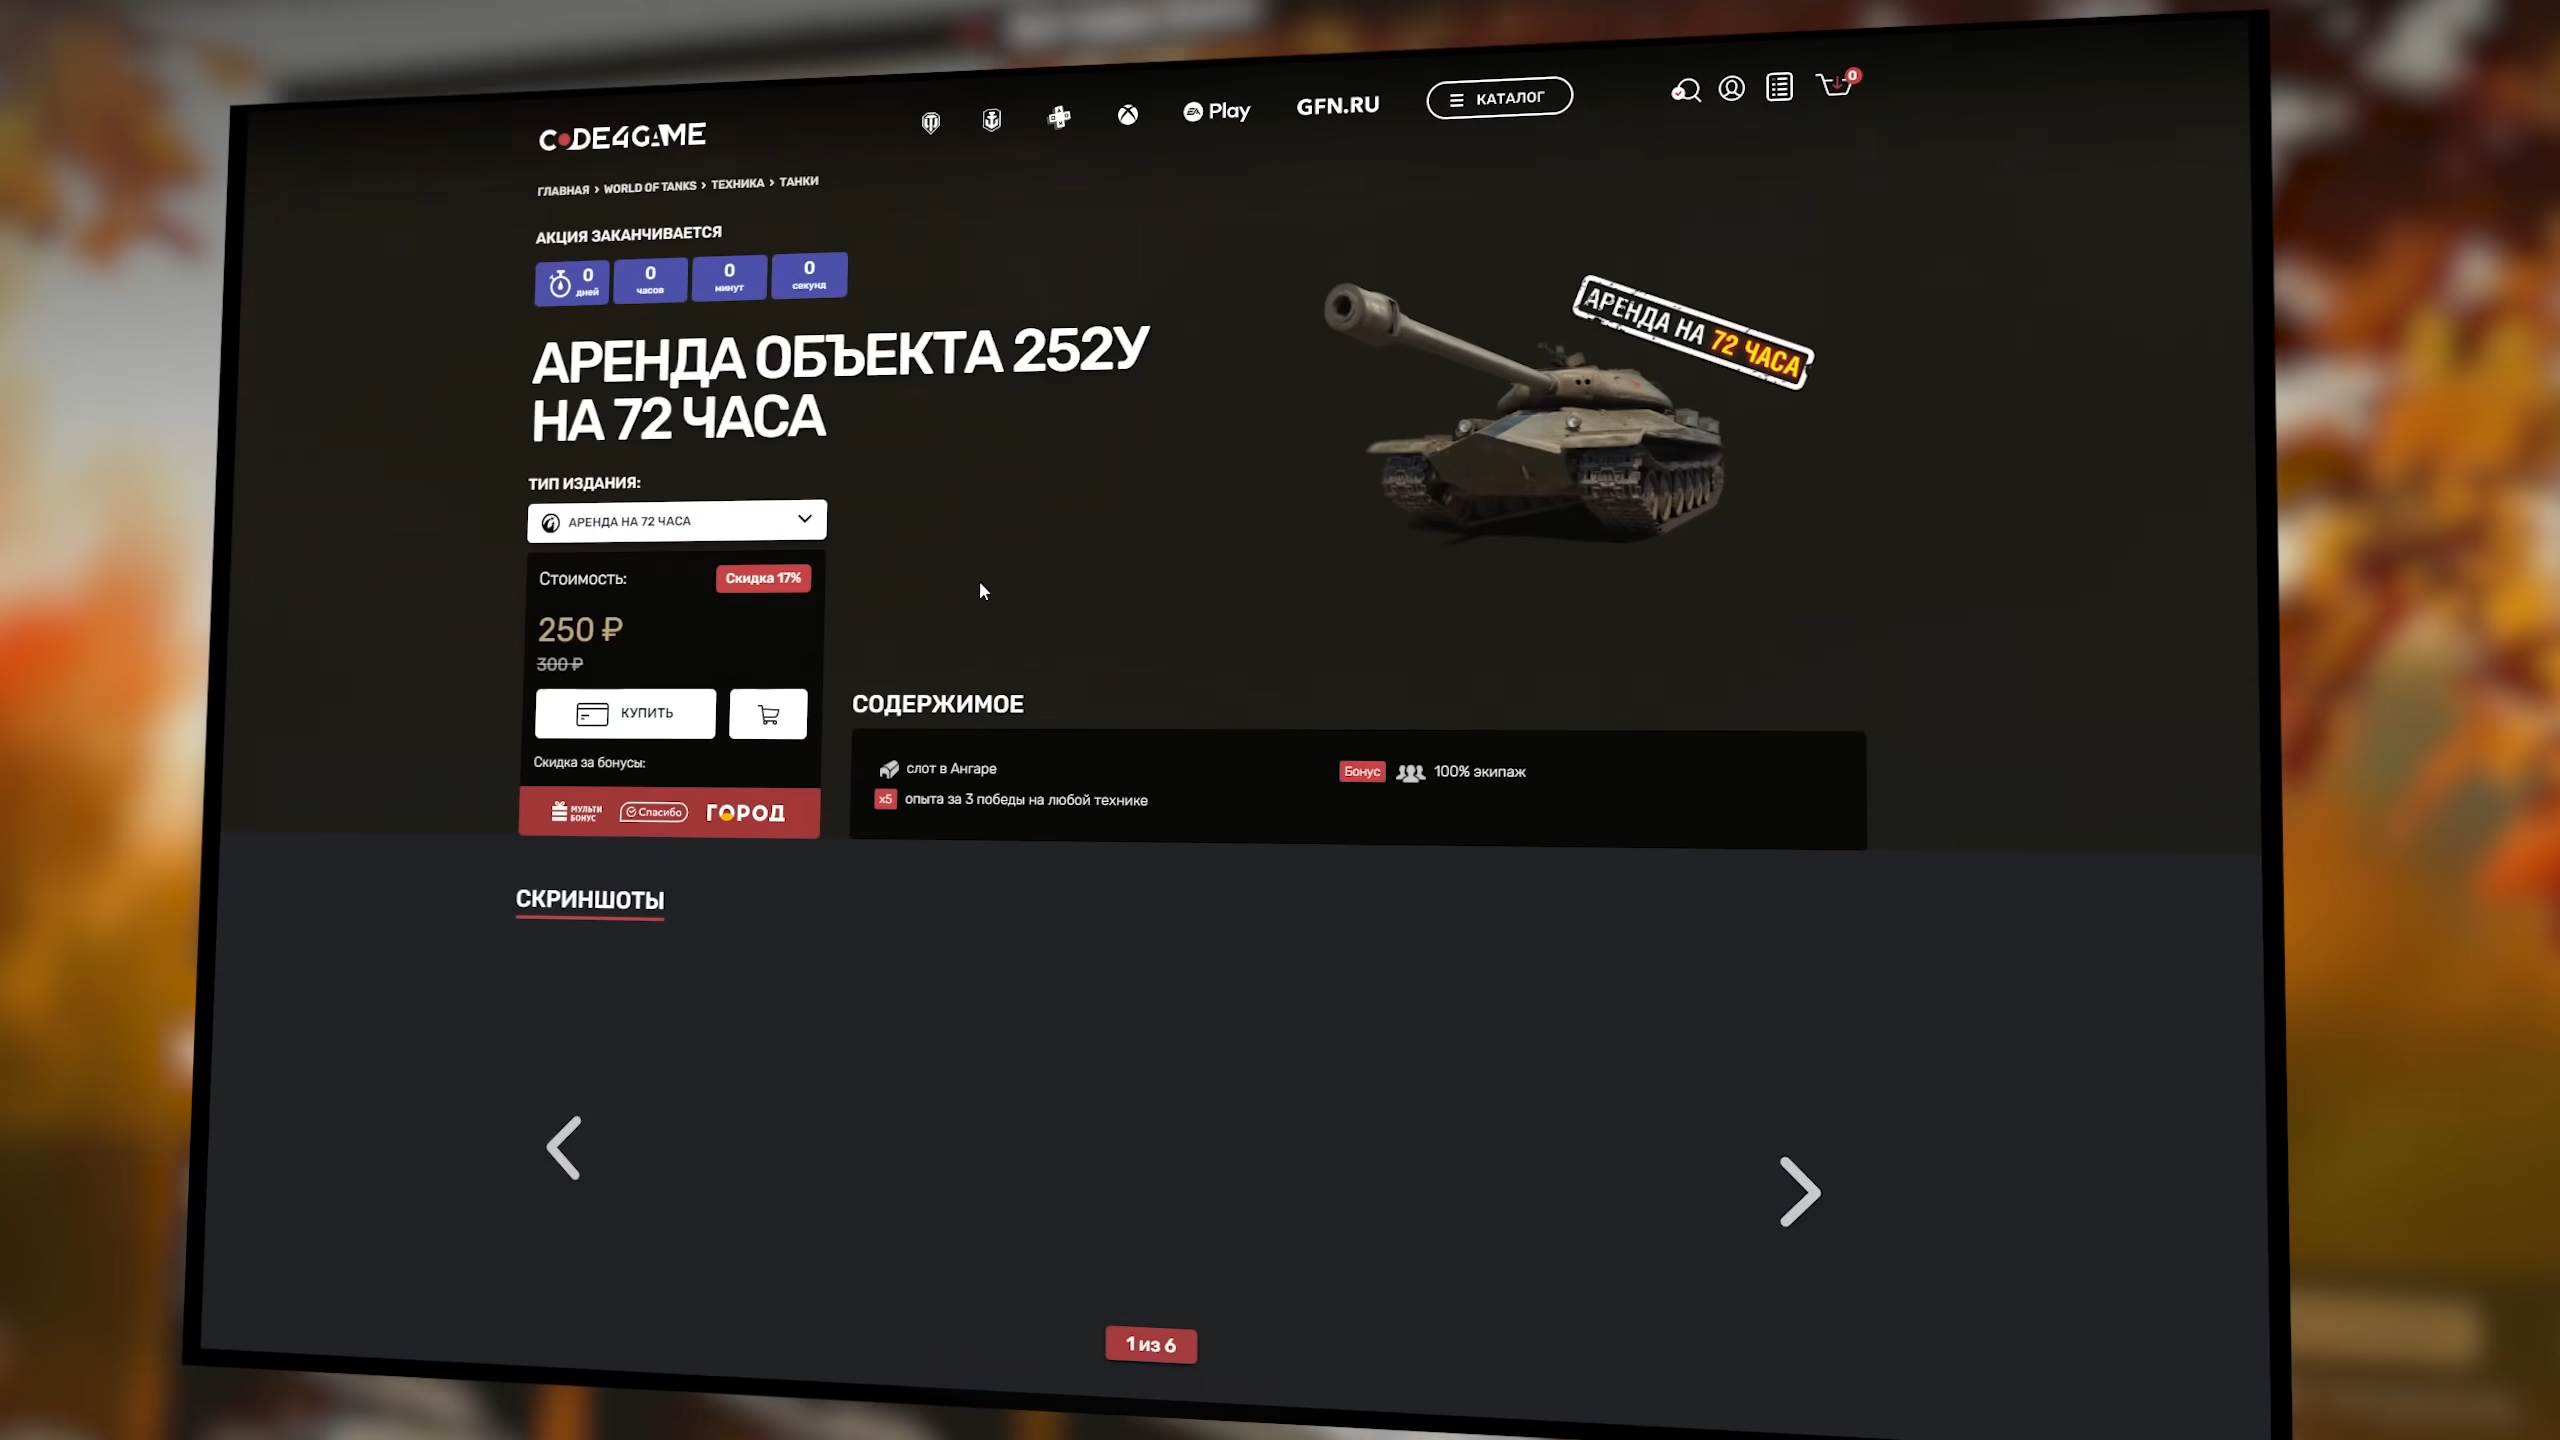 CODE4GAME
Play
GFN.RU
КАТАЛОГ
0
ГЛАВНАЯ > WORLD OF TANKS > ТЕХНИКА > ТАНКИ
АКЦИЯ ЗАКАНЧИВАЕТСЯ
0 дней
0 часов
0 минут
0 секунд
АРЕНДА ОБЪЕКТА 252У
НА 72 ЧАСА
АРЕНДА НА 72 ЧАСА
ТИП ИЗДАНИЯ:
АРЕНДА НА 72 ЧАСА
Стоимость:
Скидка 17%
250 ₽
300 ₽
КУПИТЬ
Скидка за бонусы:
МУЛЬТИ
БОНУС
Спасибо
ГОРОД
СОДЕРЖИМОЕ
слот в Ангаре
Бонус
100% экипаж
x5
опыта за 3 победы на любой технике
СКРИНШОТЫ
1 из 6